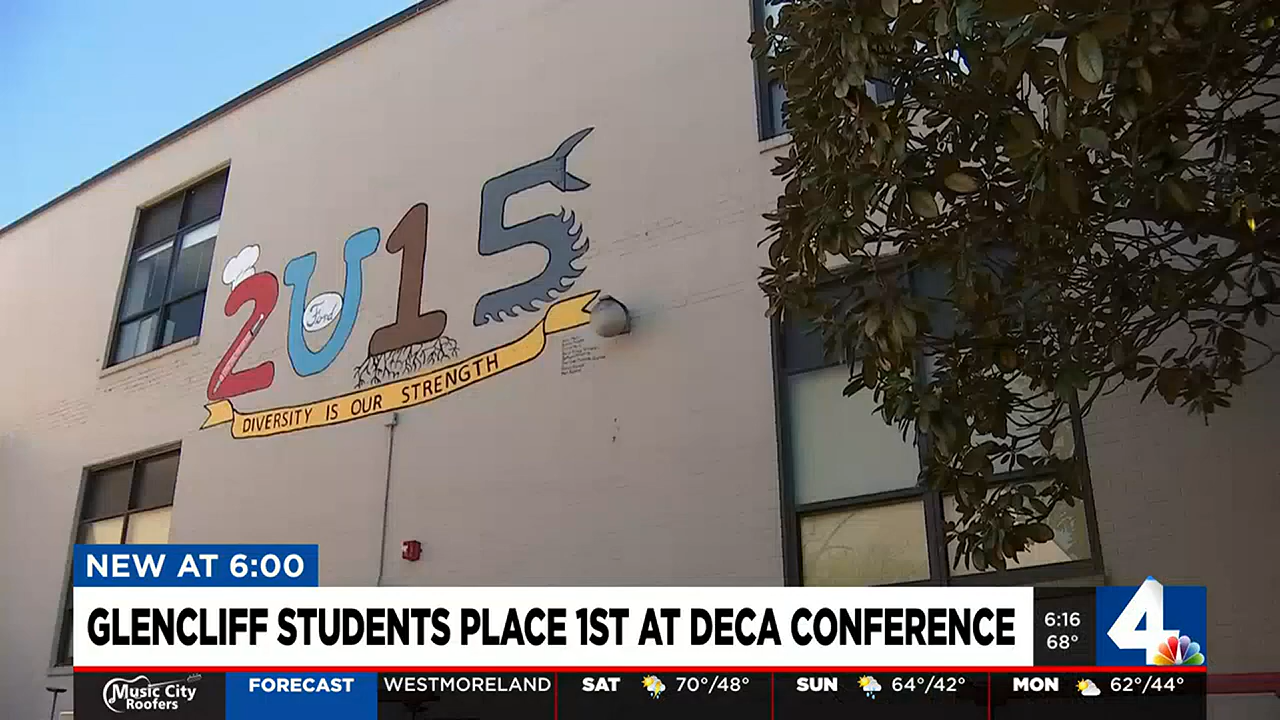 2015
Ford
DIVERSITY IS OUR STRENGTH
NEW AT 6:00
GLENCLIFF STUDENTS PLACE 1ST AT DECA CONFERENCE
6:16
68°
4
Music City
Roofers
FORECAST
WESTMORELAND
SAT 70°/48°
SUN 64°/42°
MON 62°/44°